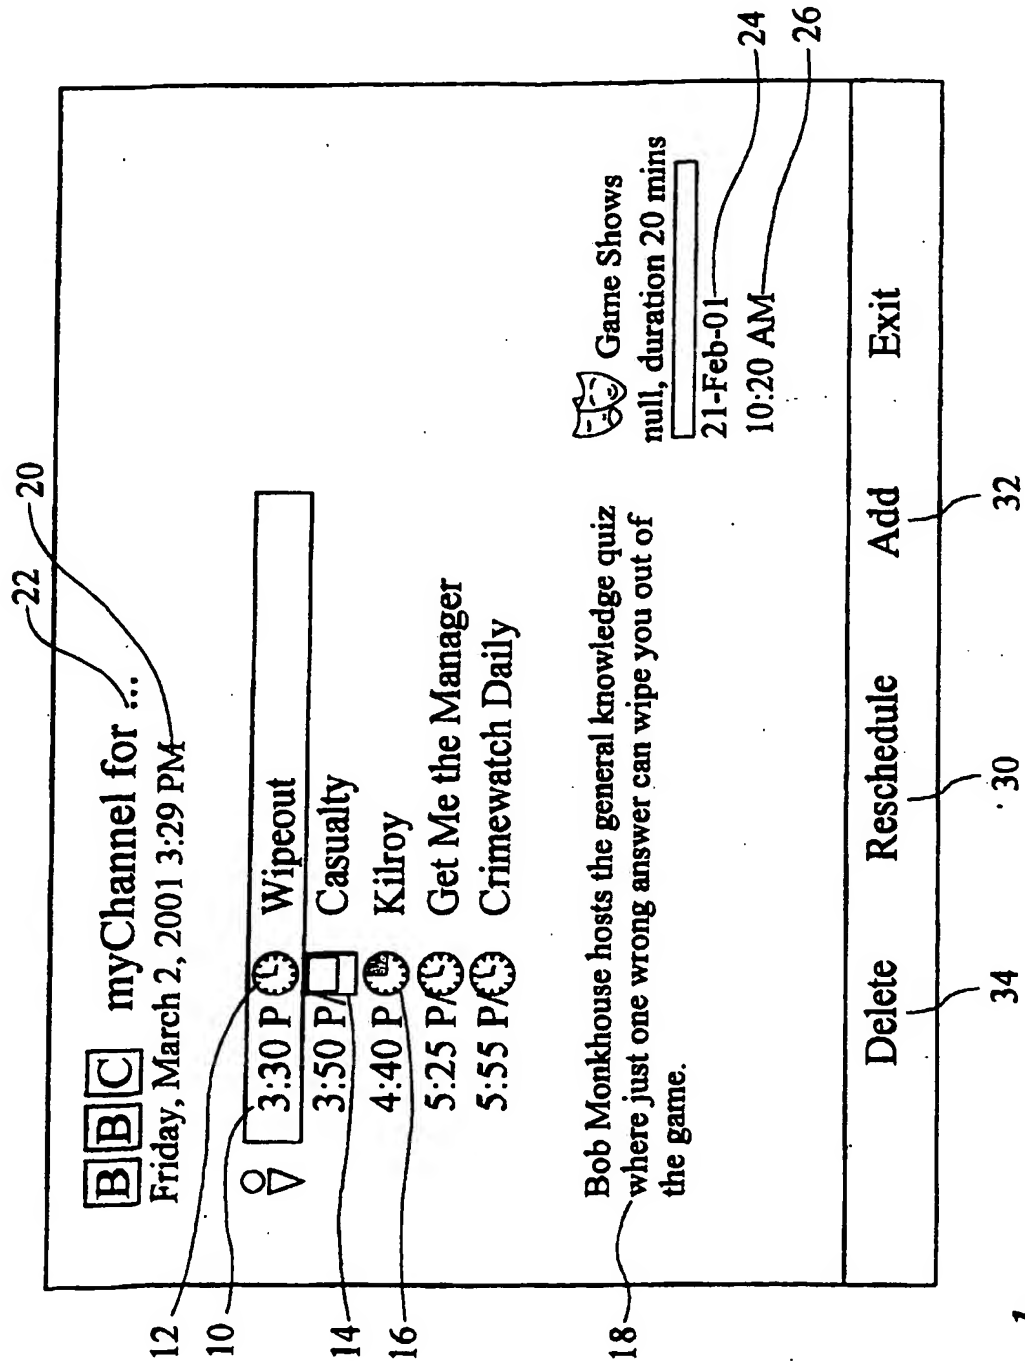 22
20
BBC myChannel for ...
Friday, March 2, 2001 3:29 PM
12
10
3:30 P Wipeout
14
3:50 P/ Casualty
16
4:40 P Kilroy
5:25 P/ Get Me the Manager
5:55 P/ Crimewatch Daily
18
Bob Monkhouse hosts the general knowledge quiz
where just one wrong answer can wipe you out of
the game.
Game Shows
null, duration 20 mins
21-Feb-01
24
10:20 AM
26
Delete Reschedule Add Exit
34 30 32